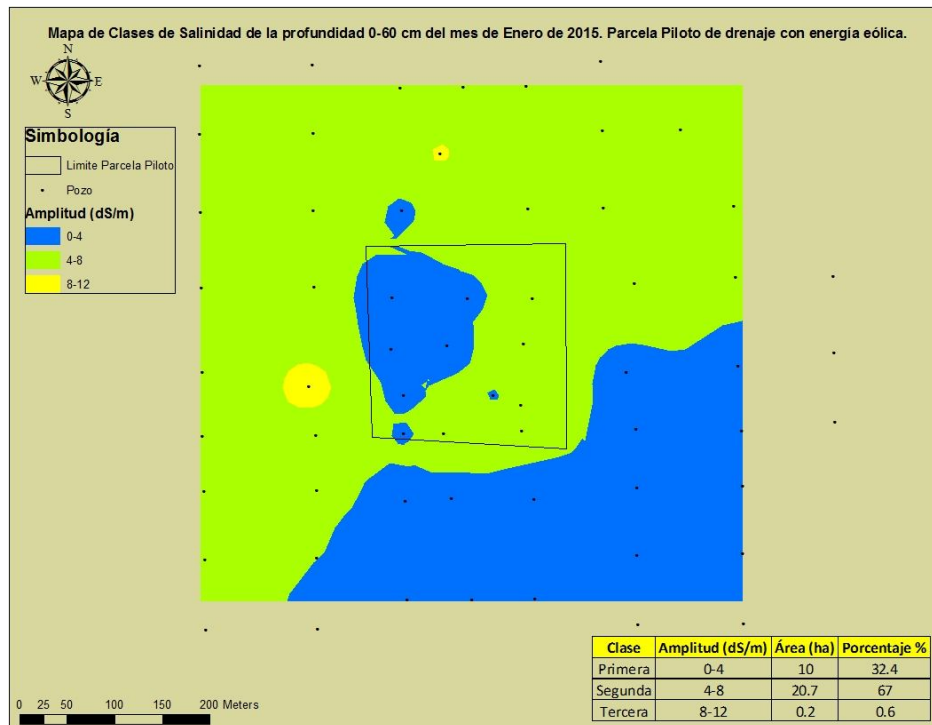 Mapa de Clases de Salinidad de la profundidad 0-60 cm del mes de Enero de 2015. Parcela Piloto de drenaje con energía eólica.
N
W E
S
Simbología
Limite Parcela Piloto
Pozo
Amplitud (dS/m)
0-4
4-8
8-12
Clase Amplitud (dS/m) Área (ha) Porcentaje %
Primera 0-4 10 32.4
Segunda 4-8 20.7 67
Tercera 8-12 0.2 0.6
0 25 50 100 150 200 Meters